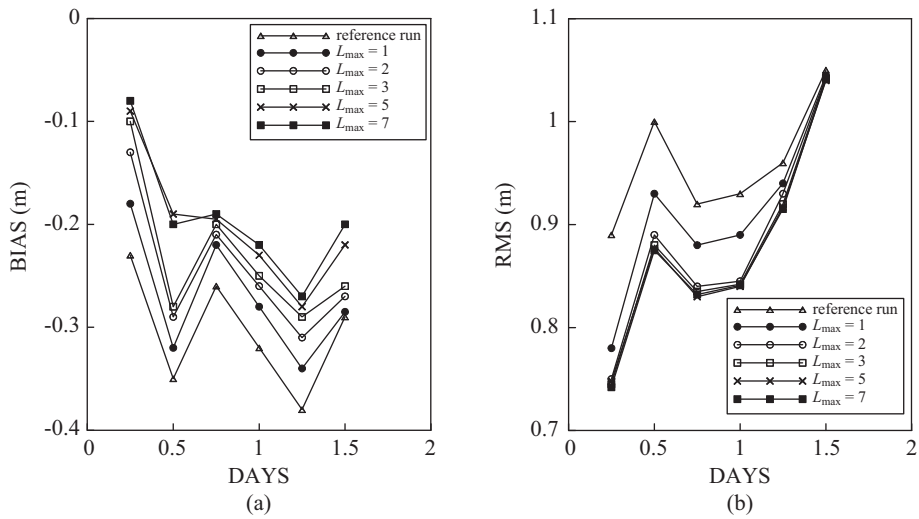 0
-0.1
-0.2
-0.3
-0.4
BIAS (m)
reference run
Lmax = 1
Lmax = 2
Lmax = 3
Lmax = 5
Lmax = 7
0 0.5 1 1.5 2
DAYS
(a)
1.1
1
0.9
0.8
0.7
RMS (m)
reference run
Lmax = 1
Lmax = 2
Lmax = 3
Lmax = 5
Lmax = 7
0 0.5 1 1.5 2
DAYS
(b)